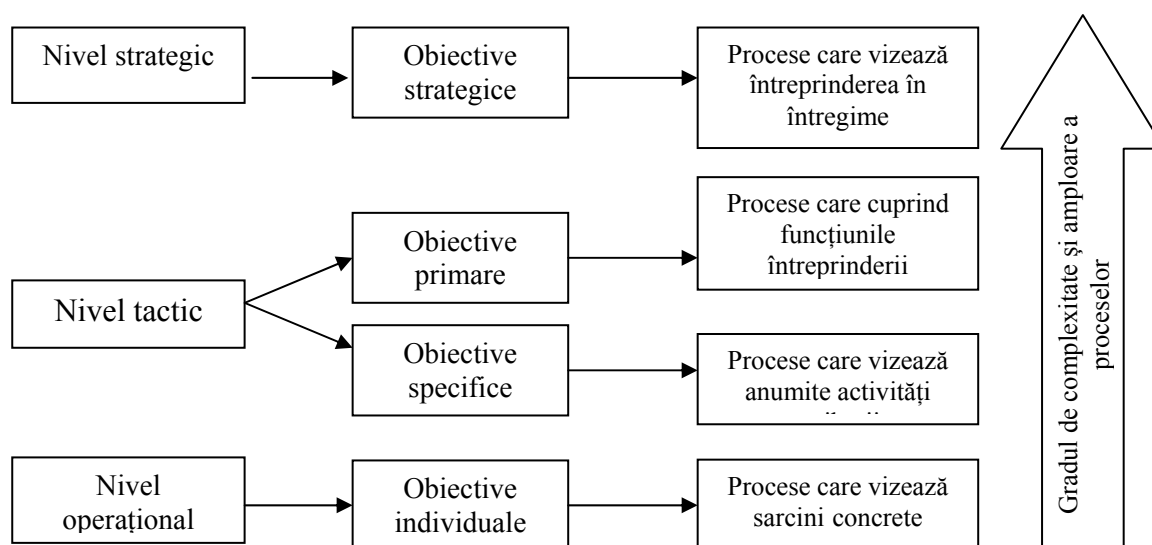 Nivel strategic
Obiective
strategice
Procese care vizează
întreprinderea în
întregime
Nivel tactic
Obiective
primare
Procese care cuprind
funcțiunile
întreprinderii
Obiective
specifice
Procese care vizează
anumite activități
Nivel
operațional
Obiective
individuale
Procese care vizează
sarcini concrete
Gradul de complexitate și amploare a
proceselor